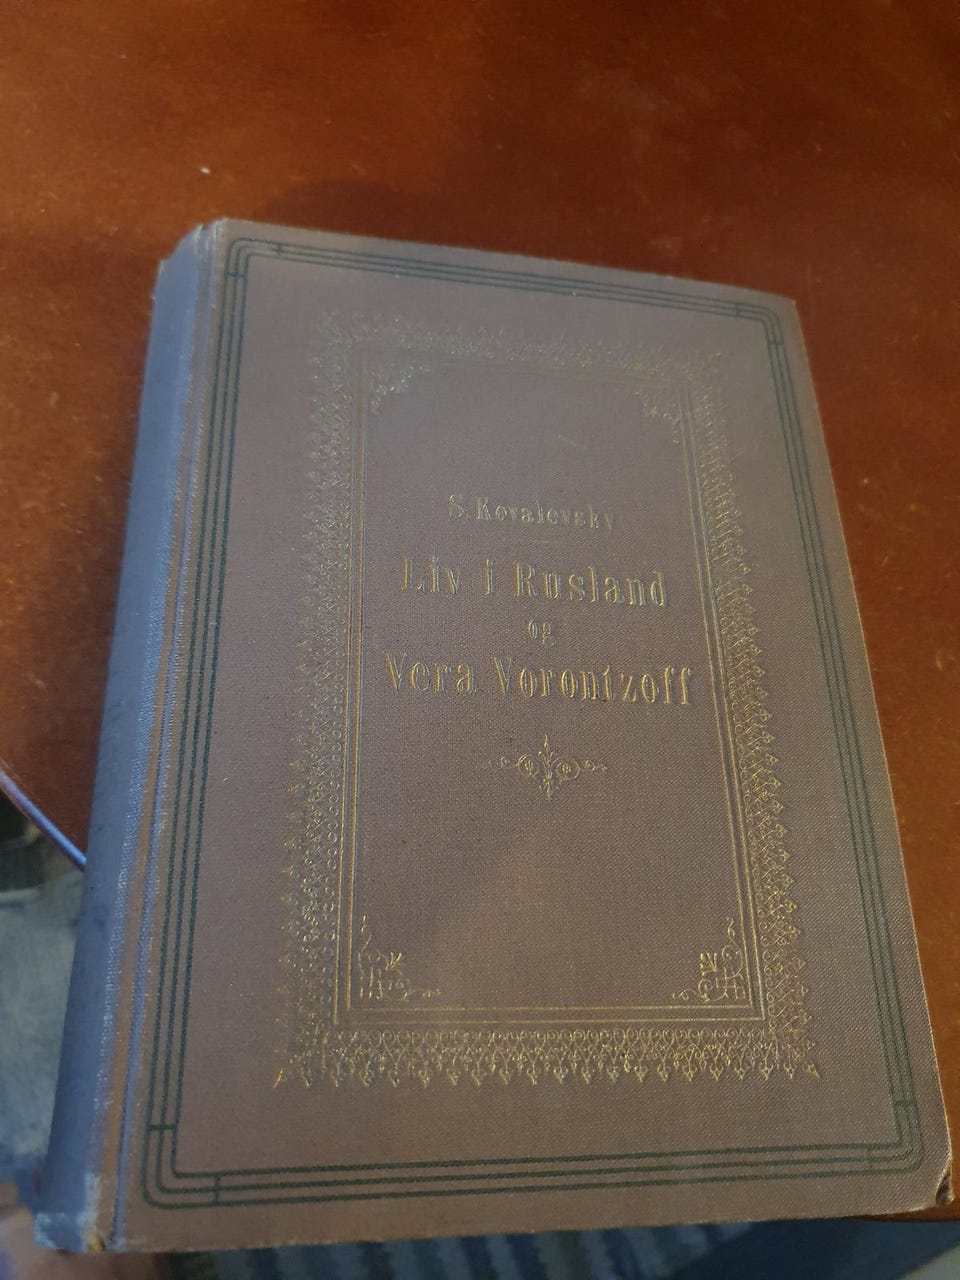 S. Kovalevsky
Liv i Rusland
og
Vera Vorontzoff